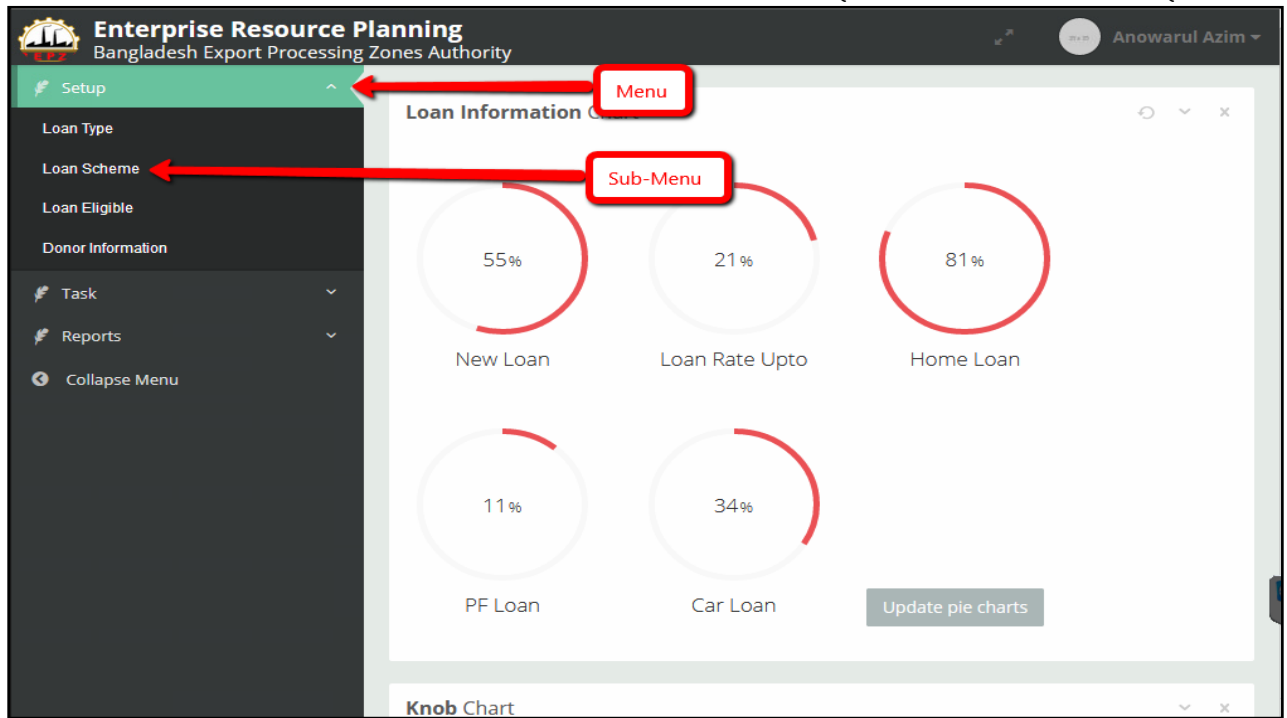 Enterprise Resource Planning
Bangladesh Export Processing Zones Authority
Anowarul Azim
Setup
Menu
Loan Type
Loan Scheme
Sub-Menu
Loan Eligible
Donor Information
Task
Reports
Collapse Menu
Loan Information
55%
21%
81%
New Loan
Loan Rate Upto
Home Loan
11%
34%
PF Loan
Car Loan
Update pie charts
Knob Chart